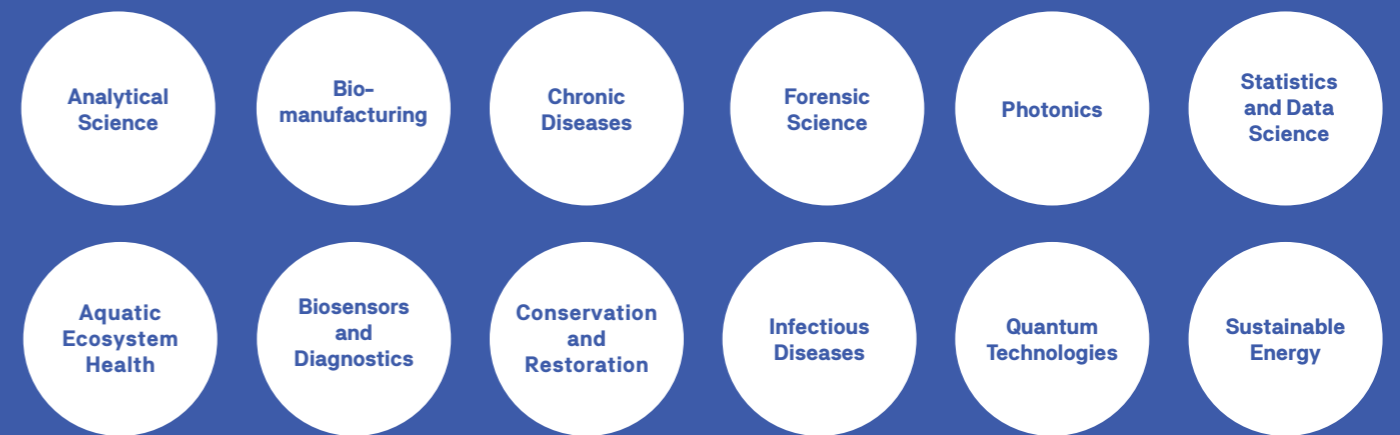 Analytical
Science
Bio-
manufacturing
Chronic
Diseases
Forensic
Science
Photonics
Statistics
and Data
Science
Aquatic
Ecosystem
Health
Biosensors
and
Diagnostics
Conservation
and
Restoration
Infectious
Diseases
Quantum
Technologies
Sustainable
Energy